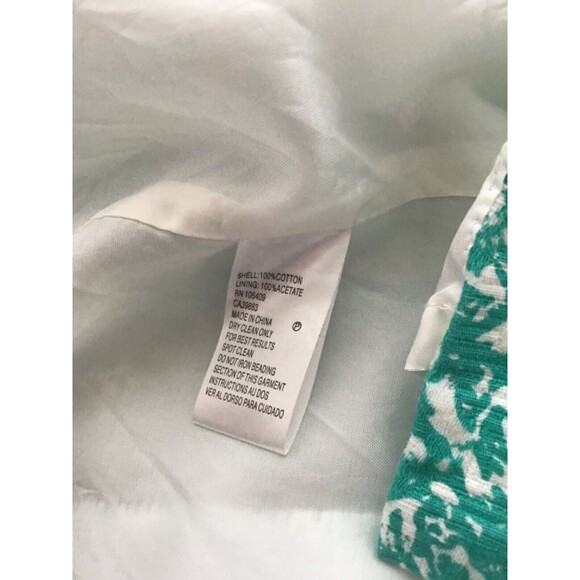 SHELL:100%COTTON
LINING: 100%ACETATE
RN 106409
CA39883
MADE IN CHINA
DRY CLEAN ONLY
FOR BEST RESULTS
SPOT CLEAN
DO NOT IRON BEADING
SECTION OF THIS GARMENT
INSTRUCTIONS AU DOS
VER AL DORSO PARA CUIDADO
P